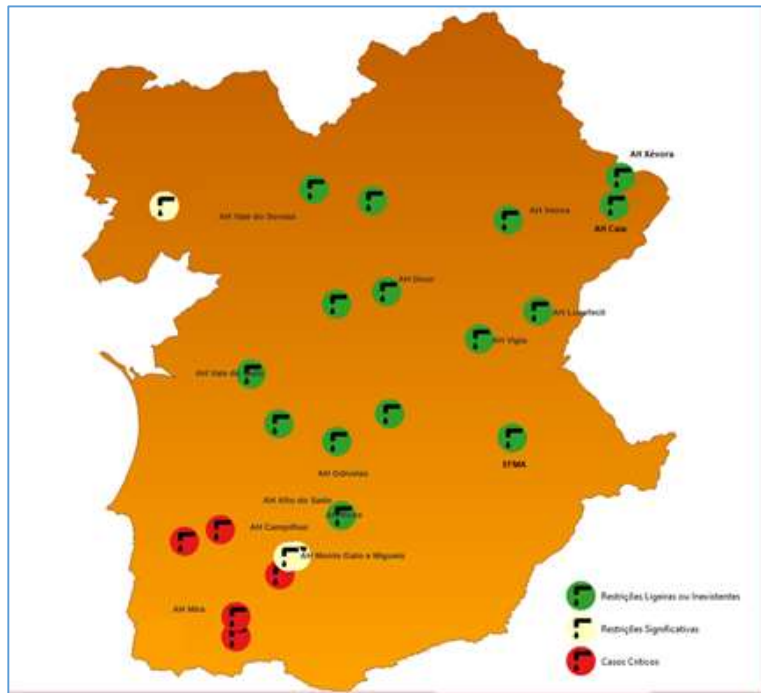 AH Xévora
AH Vale do Sorraia
AH Veiros
AH Caia
AH Divor
AH Lucefecit
AH Vigia
AH Vale do
EFMA
AH Odivelas
AH Alto do Sado
AH Campilhas
AH Monte Gato e Migueis
AH Mira
Restrições Ligeiras ou Inexistentes
Restrições Significativas
Casos Críticos